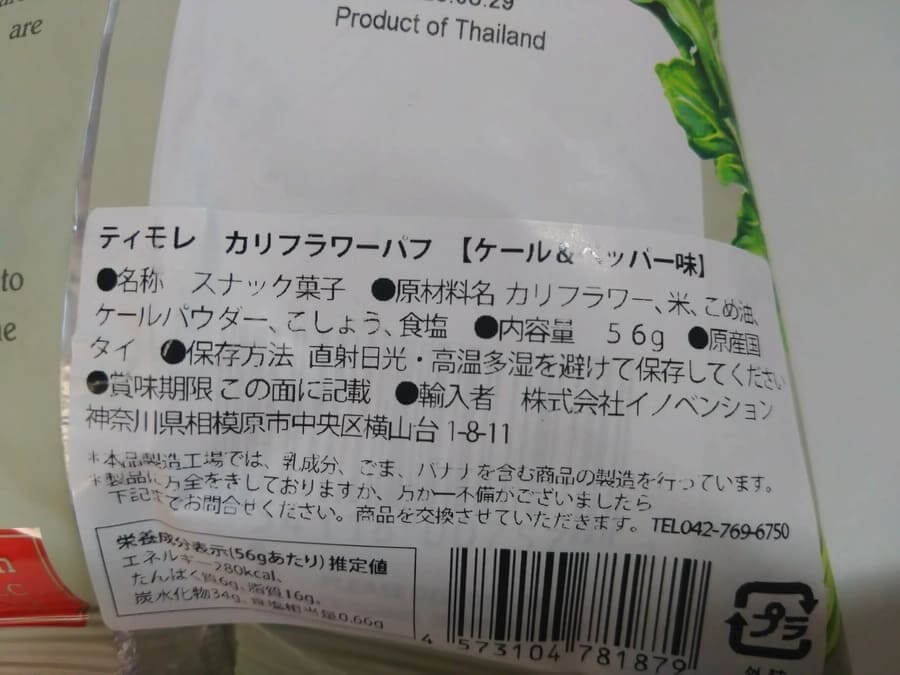 are
to
Product of Thailand
ティモレ カリフラワーパフ 【ケール&ペッパー味】
●名称 スナック菓子 ●原材料名 カリフラワー、米、こめ油、
ケールパウダー、こしょう、食塩 ●内容量 56g ●原産国
タイ ●保存方法 直射日光・高温多湿を避けて保存してください
●賞味期限 この面に記載 ●輸入者 株式会社イノベンション
神奈川県相模原市中央区横山台 1-8-11
*本品製造工場では、乳成分、ごま、バナナを含む商品の製造を行っています。
*製品に万全をきしておりますが、万が一不備がございましたら
下記までお問合せください。商品を交換させていただきます。 TEL042-769-6750
栄養成分表示(56gあたり)推定値
エネルギー280kcal、
たんぱく質6g、脂質16g、
炭水化物34g、食塩相当量0.66g
4 573104 781879
プラ